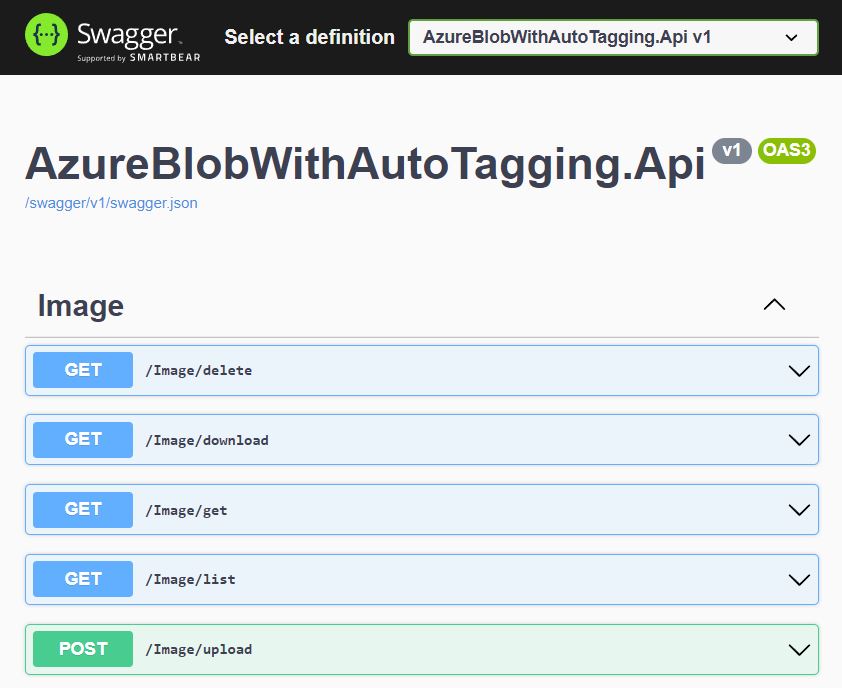 {···} Swagger™
Supported by SMARTBEAR
Select a definition
AzureBlobWithAutoTagging.Api v1
AzureBlobWithAutoTagging.Api v1 OAS3
/swagger/v1/swagger.json
Image
GET /Image/delete
GET /Image/download
GET /Image/get
GET /Image/list
POST /Image/upload